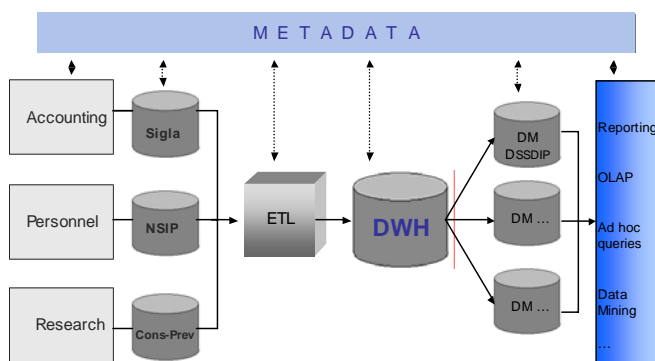 METADATA
Accounting
Sigla
Personnel
NSIP
Research
Cons-Prev
ETL
DWH
DM
DSSDIP
DM ...
DM ...
Reporting
OLAP
Ad hoc
queries
Data
Mining
...